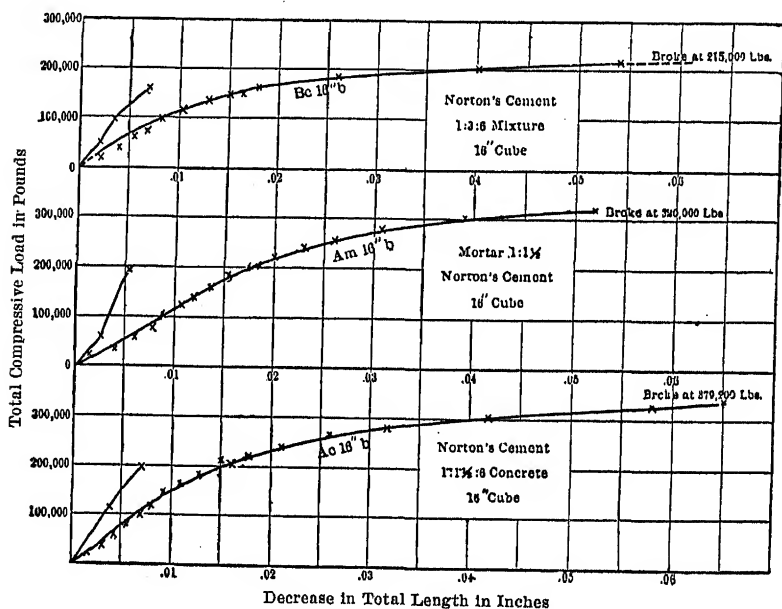 Total Compressive Load in Pounds
300,000
200,000
100,000
0
Broke at 215,000 Lbs.
Bc 16"b
Norton's Cement
1:3:6 Mixture
16" Cube
.01
.02
.03
.04
.05
.06
300,000
200,000
100,000
0
Broke at 320,000 Lbs
Am 16"b
Mortar 1:1½
Norton's Cement
16" Cube
.01
.02
.03
.04
.05
.06
300,000
200,000
100,000
Broke at 379,200 Lbs.
Ac 16"b
Norton's Cement
1:1½:6 Concrete
16" Cube
.01
.02
.03
.04
.05
.06
Decrease in Total Length in Inches